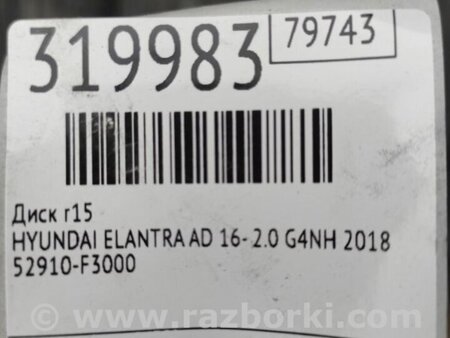 319983
79743
Диск r15
HYUNDAI ELANTRA AD 16- 2.0 G4NH 2018
52910-F3000
www.razborki.com